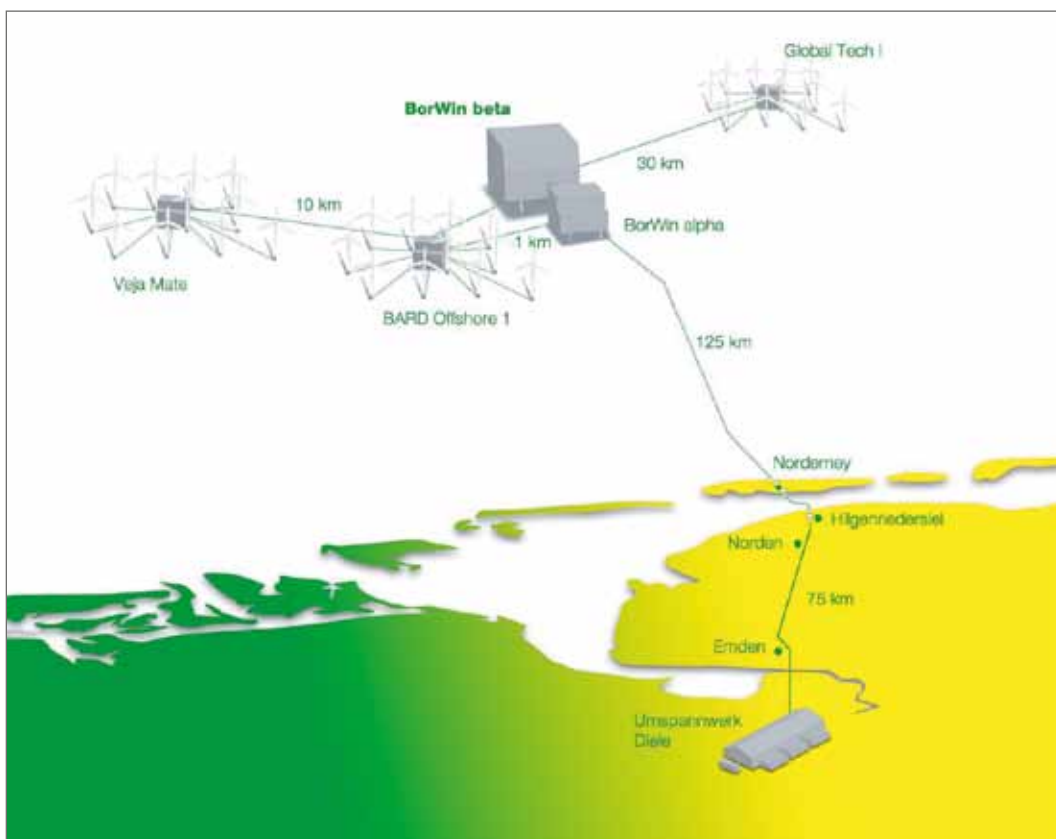 Global Tech I
BorWin beta
30 km
10 km
BorWin alpha
1 km
Veja Mate
BARD Offshore 1
125 km
Norderney
Hilgenriedersiel
Norden
75 km
Emden
Umspannwerk
Diele